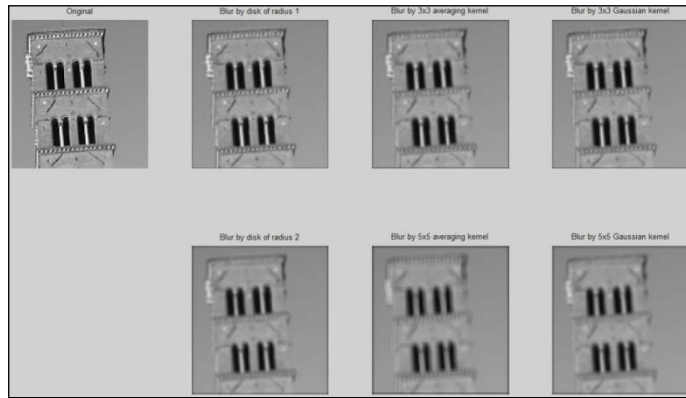 Original
Blur by disk of radius 1
Blur by 3x3 averaging kernel
Blur by 3x3 Gaussian kernel
Blur by disk of radius 2
Blur by 5x5 averaging kernel
Blur by 5x5 Gaussian kernel